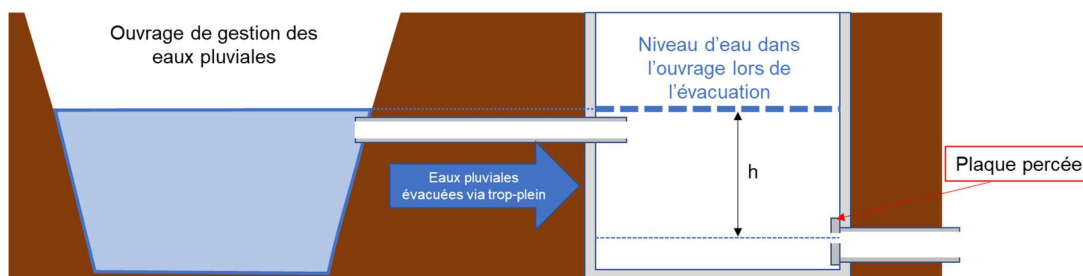 Ouvrage de gestion des
eaux pluviales
Niveau d'eau dans
l'ouvrage lors de
l'évacuation
Eaux pluviales
évacuées via trop-plein
h
Plaque percée